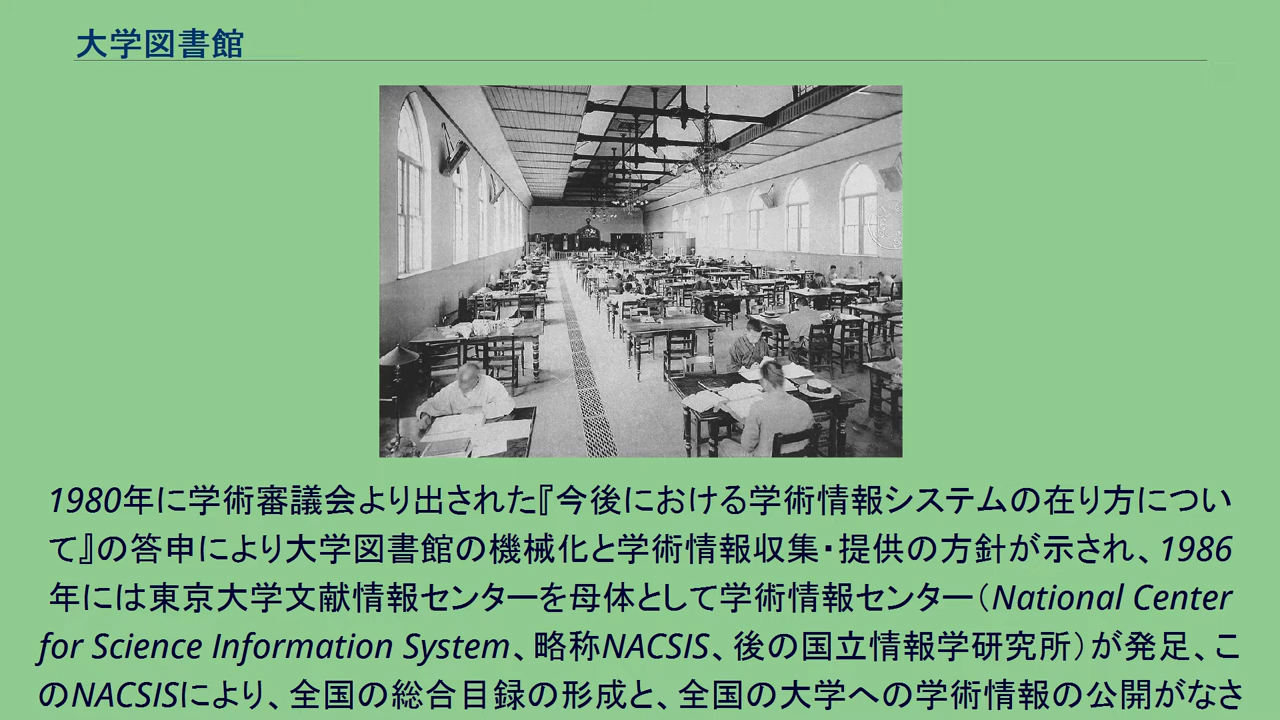 大学図書館
1980年に学術審議会より出された『今後における学術情報システムの在り方につい
て』の答申により大学図書館の機械化と学術情報収集・提供の方針が示され、1986
年には東京大学文献情報センターを母体として学術情報センター（National Center
for Science Information System、略称NACSIS、後の国立情報学研究所）が発足、こ
のNACSISにより、全国の総合目録の形成と、全国の大学への学術情報の公開がなさ